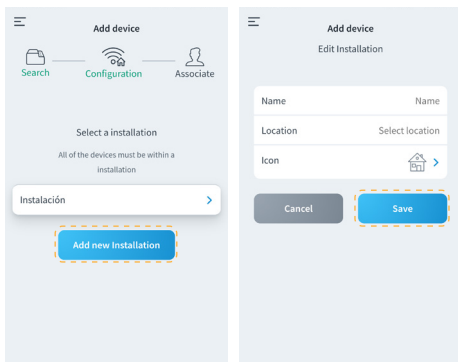 Add device
Search
Configuration
Associate
Select a installation
All of the devices must be within a
installation
Instalación
Add new Installation
Add device
Edit Installation
Name Name
Location Select location
Icon
Cancel Save